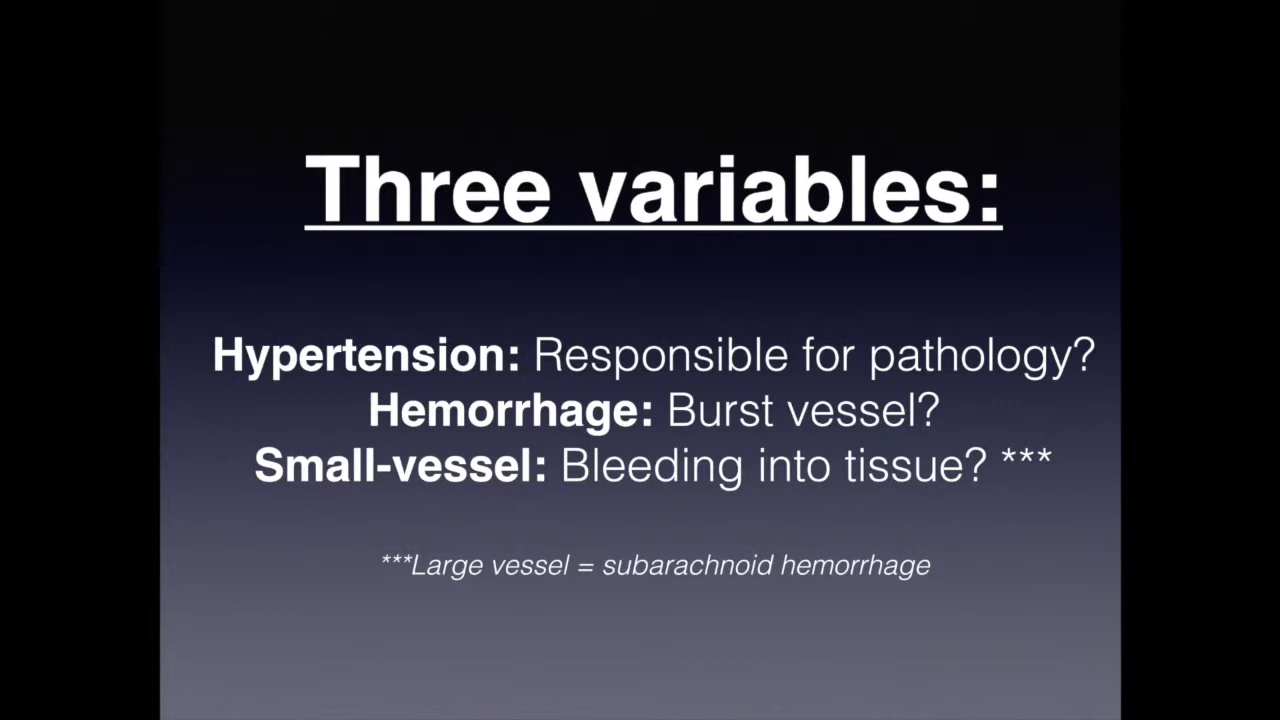 Three variables:
Hypertension: Responsible for pathology?
Hemorrhage: Burst vessel?
Small-vessel: Bleeding into tissue? ***
***Large vessel = subarachnoid hemorrhage